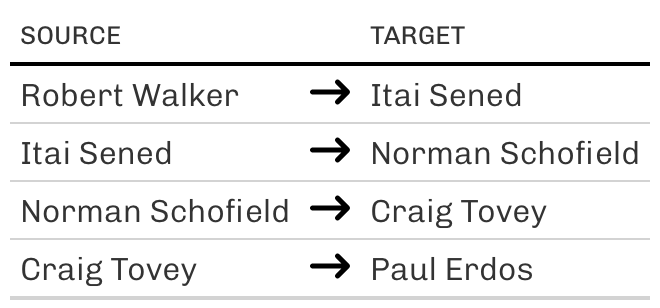 SOURCE TARGET
Robert Walker → Itai Sened
Itai Sened → Norman Schofield
Norman Schofield → Craig Tovey
Craig Tovey → Paul Erdos